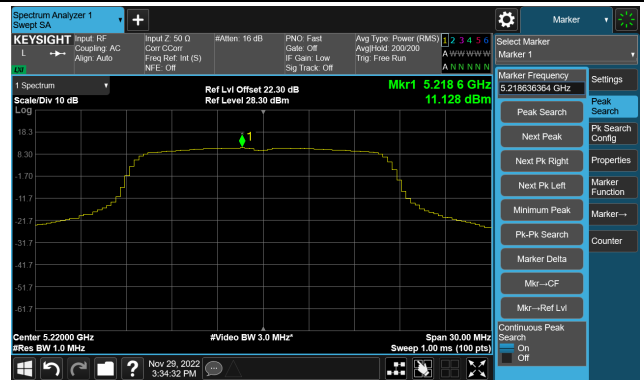 Spectrum Analyzer 1
Swept SA
Marker
KEYSIGHT
L
LXI
Input: RF
Coupling: AC
Align: Auto
Input Z: 50 Ω
Corr CCorr
Freq Ref: Int (S)
NFE: Off
#Atten: 16 dB
PNO: Fast
Gate: Off
IF Gain: Low
Sig Track: Off
Avg Type: Power (RMS)
Avg|Hold: 200/200
Trig: Free Run
1 2 3 4 5 6
A W W W W W
A N N N N N
Select Marker
Marker 1
1 Spectrum
Scale/Div 10 dB
Ref Lvl Offset 22.30 dB
Ref Level 28.30 dBm
Mkr1 5.218 6 GHz
11.128 dBm
Log
18.3
8.30
-1.70
-11.7
-21.7
-31.7
-41.7
-51.7
-61.7
1
Center 5.22000 GHz
#Res BW 1.0 MHz
#Video BW 3.0 MHz*
Span 30.00 MHz
Sweep 1.00 ms (100 pts)
Marker Frequency
5.218636364 GHz
Peak Search
Next Peak
Next Pk Right
Next Pk Left
Minimum Peak
Pk-Pk Search
Marker Delta
Mkr→CF
Mkr→Ref Lvl
Continuous Peak
Search
On
Off
Settings
Peak
Search
Pk Search
Config
Properties
Marker
Function
Marker→
Counter
?
Nov 29, 2022
3:34:32 PM